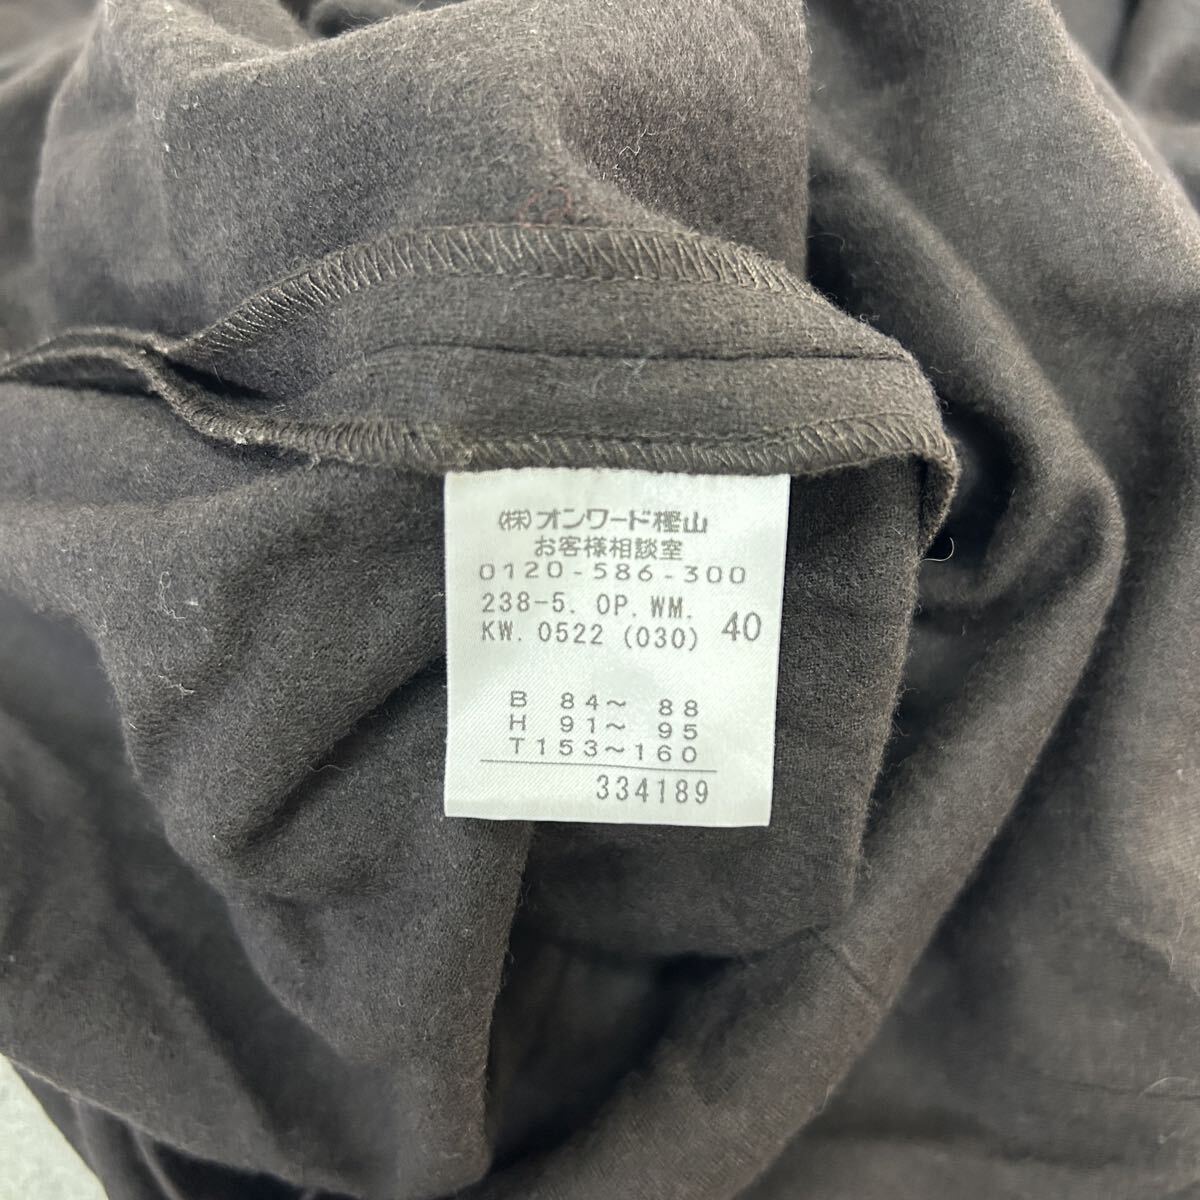 (株)オンワード樫山
お客様相談室
0120-586-300
238-5. OP. WM.
KW. 0522 (030) 40
B 84～ 88
H 91～ 95
T153～160
334189